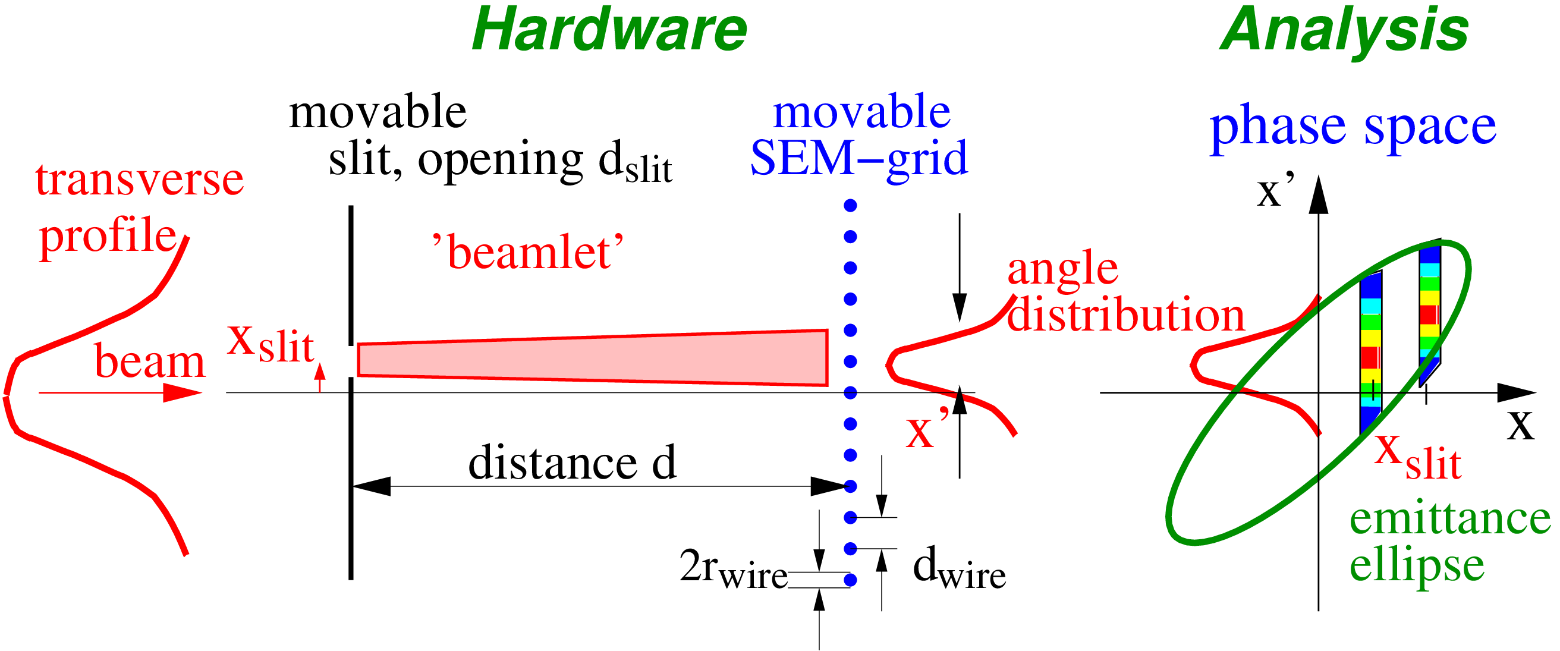 Hardware
Analysis
movable
slit, opening dslit
movable
SEM−grid
phase space
transverse
profile
x’
’beamlet’
angle
distribution
xslit
beam
x’
x
distance d
xslit
emittance
ellipse
2rwire
dwire